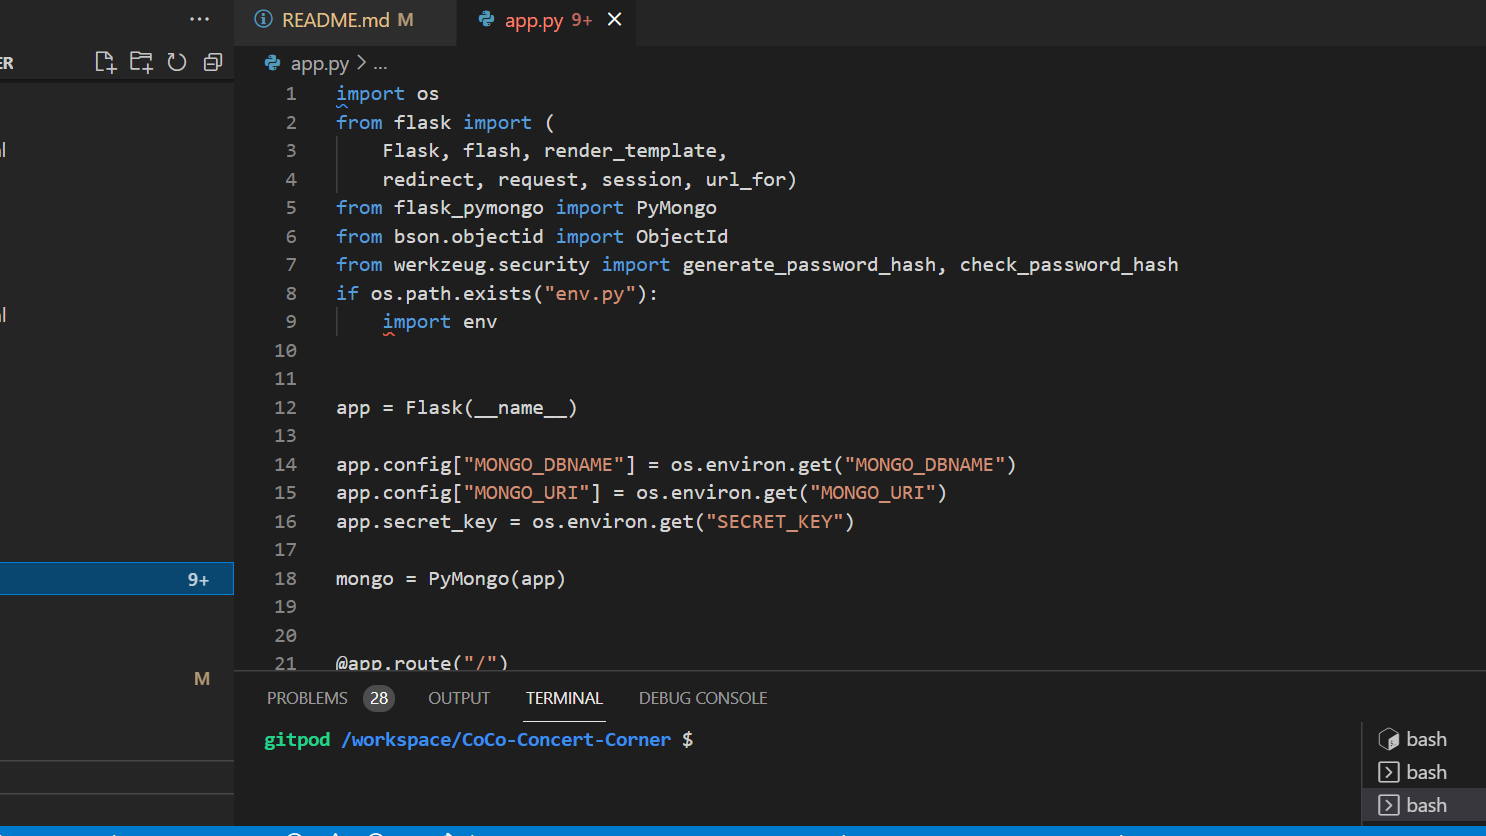 ...
README.md M
app.py 9+
ER
app.py > ...
1 import os
2 from flask import (
3 Flask, flash, render_template,
4 redirect, request, session, url_for)
5 from flask_pymongo import PyMongo
6 from bson.objectid import ObjectId
7 from werkzeug.security import generate_password_hash, check_password_hash
8 if os.path.exists("env.py"):
9 import env
10
11
12 app = Flask(__name__)
13
14 app.config["MONGO_DBNAME"] = os.environ.get("MONGO_DBNAME")
15 app.config["MONGO_URI"] = os.environ.get("MONGO_URI")
16 app.secret_key = os.environ.get("SECRET_KEY")
17
18 mongo = PyMongo(app)
19
20
21 @app.route("/")
9+
M
PROBLEMS 28 OUTPUT TERMINAL DEBUG CONSOLE
gitpod /workspace/CoCo-Concert-Corner $
bash
bash
bash